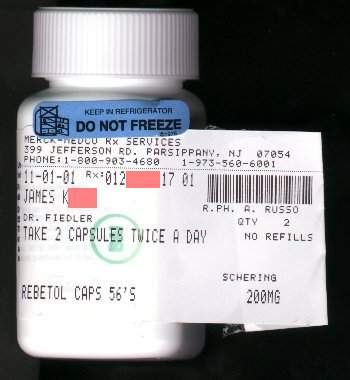 KEEP IN REFRIGERATOR
DO NOT FREEZE
MERCK-MEDCO Rx SERVICES
399 JEFFERSON RD. PARSIPPANY, NJ 07054
PHONE:1-800-903-4680 1-973-560-6001
11-01-01 Rx#:012 17 01
JAMES K
R.PH. A. RUSSO
DR. FIEDLER
QTY 2
TAKE 2 CAPSULES TWICE A DAY
NO REFILLS
SCHERING
REBETOL CAPS 56'S
200MG